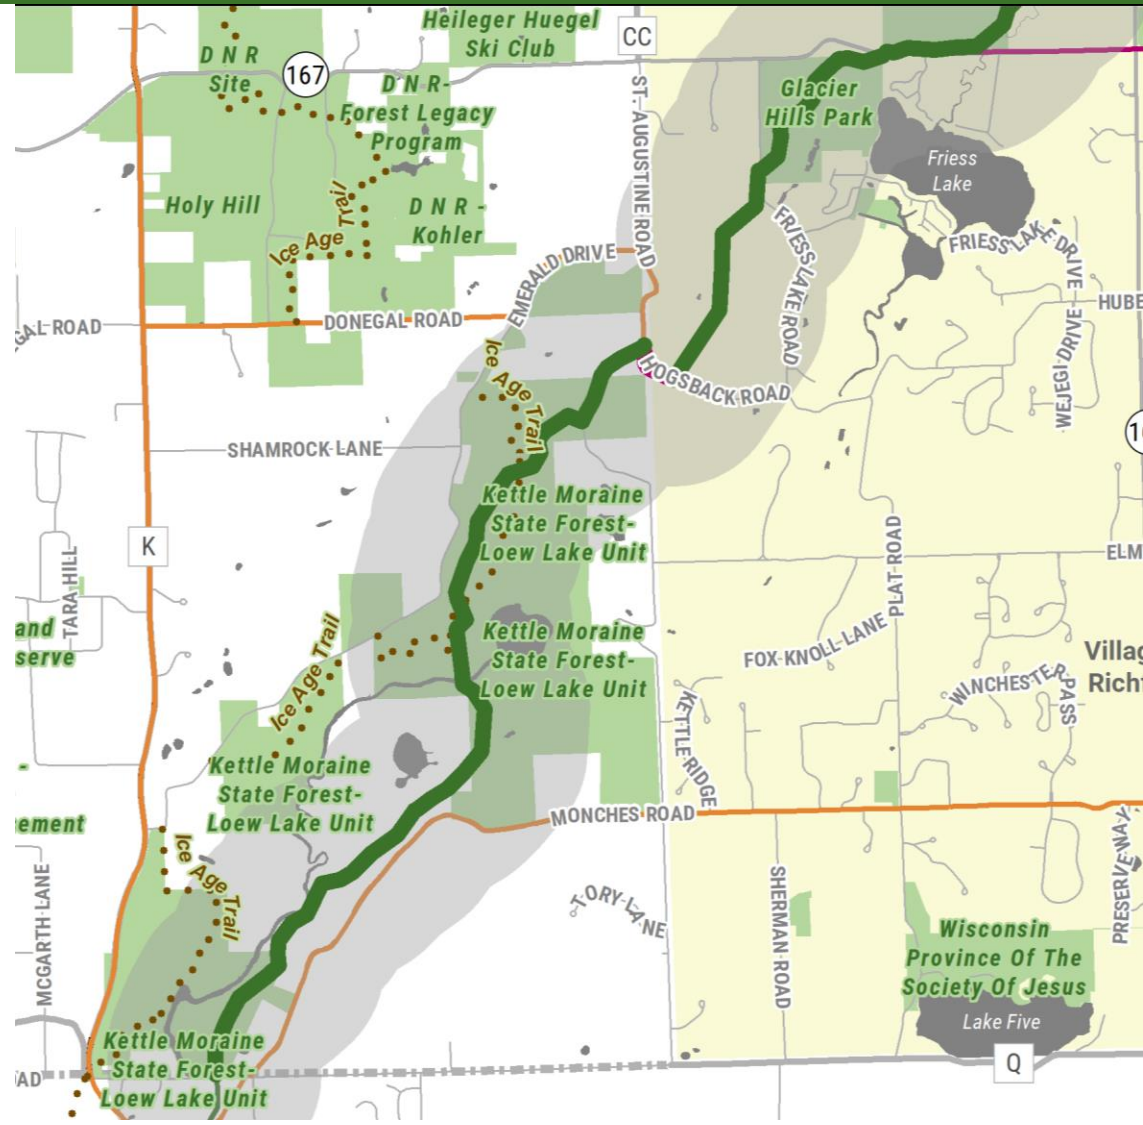 Heileger Huegel
Ski Club
CC
DNR
Site
167
DNR-
Forest Legacy
Program
ST. AUGUSTINE ROAD
Glacier
Hills Park
Friess
Lake
Holy Hill
Ice Age Trail
DNR-
Kohler
EMERALD DRIVE
FRIESS LAKE ROAD
FRIESS LAKE DRIVE
HUBE
GAL ROAD
DONEGAL ROAD
Ice Age Trail
HOGSBACK ROAD
WEJEGI DRIVE
SHAMROCK LANE
Kettle Moraine
State Forest-
Loew Lake Unit
K
TARA HILL
PLAT ROAD
ELM
and
serve
Ice Age Trail
Kettle Moraine
State Forest-
Loew Lake Unit
FOX KNOLL LANE
Villag
Rich
WINCHESTER PASS
KETTLE RIDGE
Kettle Moraine
State Forest-
Loew Lake Unit
-
ement
MONCHES ROAD
Ice Age Trail
MCGARTH LANE
TORY LANE
SHERMAN ROAD
PRESERVE WAY
Wisconsin
Province Of The
Society Of Jesus
Lake Five
Kettle Moraine
State Forest-
Loew Lake Unit
Q
AD